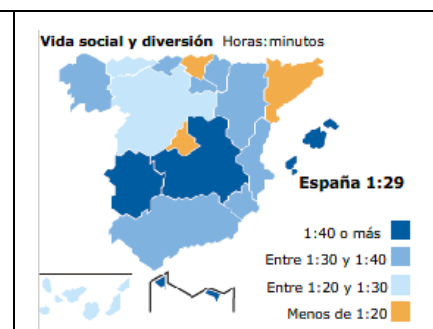 Vida social y diversión Horas:minutos
España 1:29
1:40 o más
Entre 1:30 y 1:40
Entre 1:20 y 1:30
Menos de 1:20